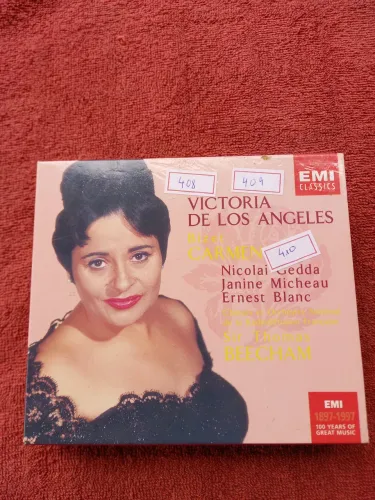 408
409
EMI
CLASSICS
VICTORIA
DE LOS ANGELES
CARMEN
410
Nicolai Gedda
Janine Micheau
Ernest Blanc
Sir Thomas
BEECHAM
EMI
1897-1997
100 YEARS OF
GREAT MUSIC